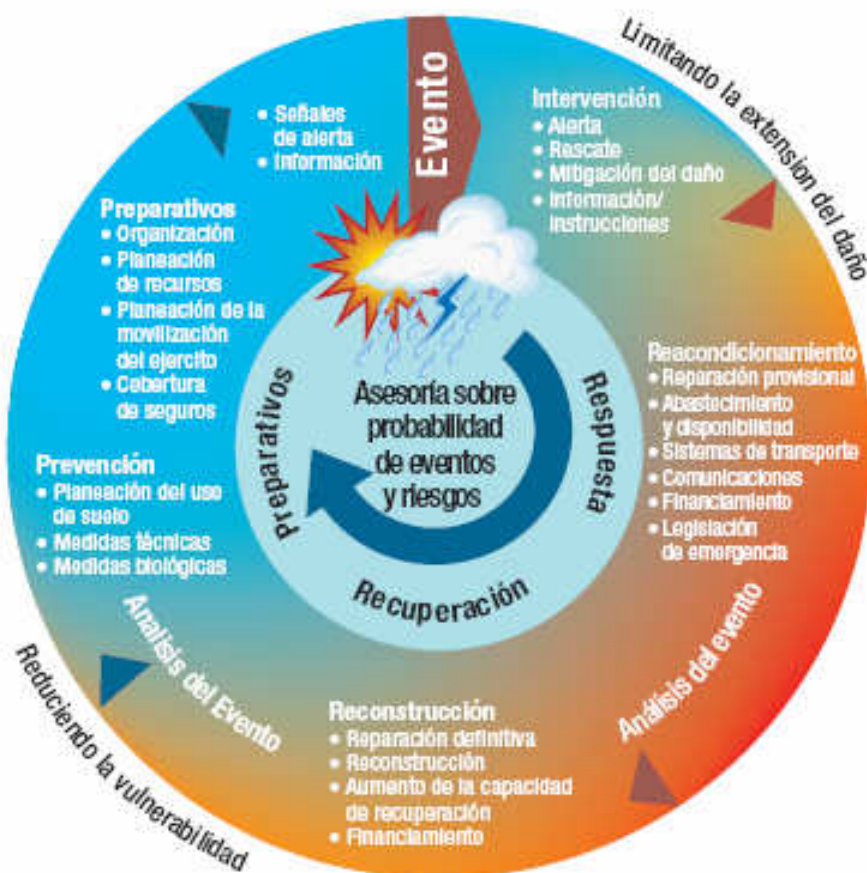 Evento
Limitando la extension del daño
Intervención
• Alerta
• Rescate
• Mitigación del daño
• Información/
instrucciones
Reacondicionamiento
• Reparación provisional
• Abastecimiento
y disponibilidad
• Sistemas de transporte
• Comunicaciones
• Financiamiento
• Legislación
de emergencia
Análisis del evento
Reconstrucción
• Reparación definitiva
• Reconstrucción
• Aumento de la capacidad
de recuperación
• Financiamiento
Analisis del Evento
Reduciendo la vulnerabilidad
Prevención
• Planeación del uso
de suelo
• Medidas técnicas
• Medidas biológicas
Preparativos
• Organización
• Planeación
de recursos
• Planeación de la
movilización
del ejercito
• Cobertura
de seguros
• Señales
de alerta
• Información
Respuesta
Recuperación
Preparativos
Asesoría sobre
probabilidad
de eventos
y riesgos